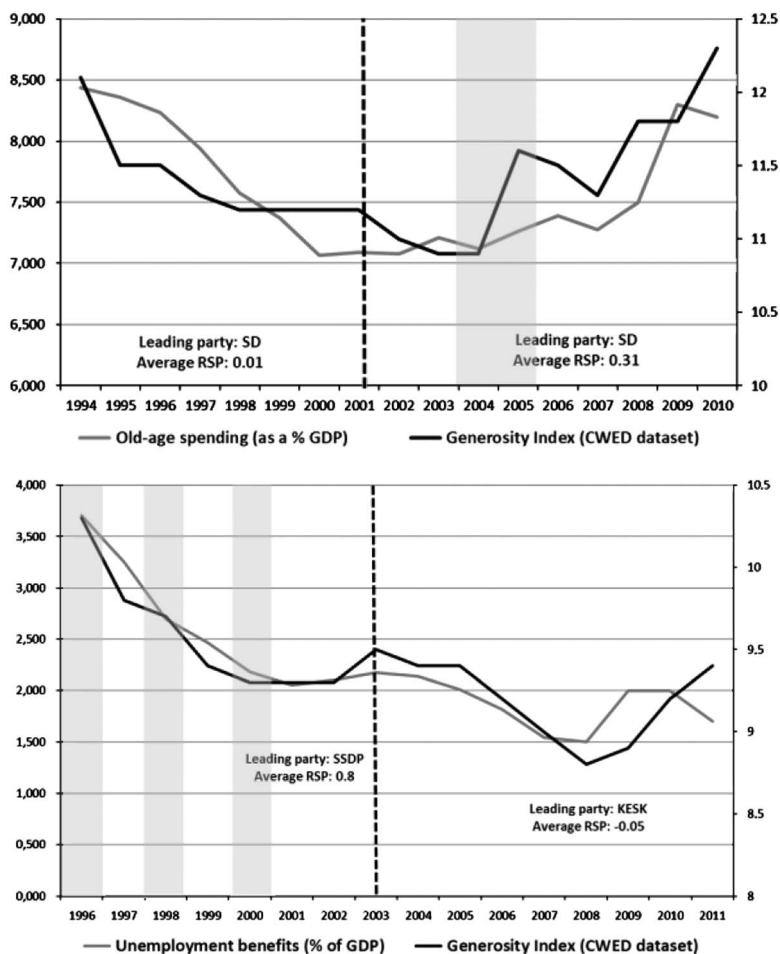 9,000
8,500
8,000
7,500
7,000
6,500
6,000
12.5
12
11.5
11
10.5
10
Leading party: SD
Average RSP: 0.01
Leading party: SD
Average RSP: 0.31
1994 1995 1996 1997 1998 1999 2000 2001 2002 2003 2004 2005 2006 2007 2008 2009 2010
Old-age spending (as a % GDP) Generosity Index (CWED dataset)
4,000
3,500
3,000
2,500
2,000
1,500
1,000
0,500
0,000
10.5
10
9.5
9
8.5
8
Leading party: SSDP
Average RSP: 0.8
Leading party: KESK
Average RSP: -0.05
1996 1997 1998 1999 2000 2001 2002 2003 2004 2005 2006 2007 2008 2009 2010 2011
Unemployment benefits (% of GDP) Generosity Index (CWED dataset)